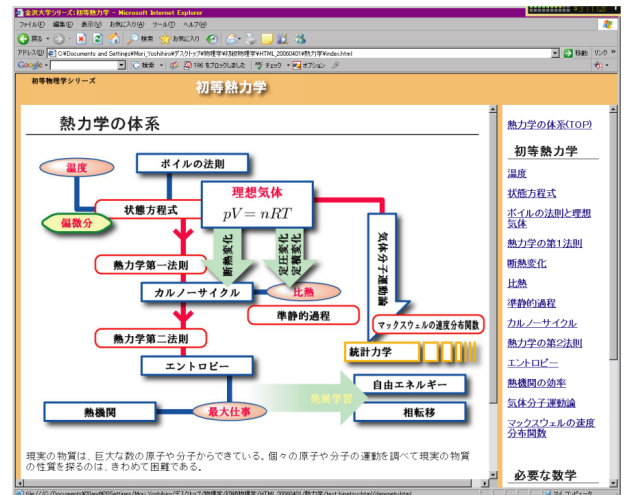 金沢大学シリーズ：初等熱力学 - Microsoft Internet Explorer
ファイル(F) 編集(E) 表示(V) お気に入り(A) ツール(T) ヘルプ(H)
戻る 検索 お気に入り
アドレス(D) C:¥Documents and Settings¥Mori_Yoshihiro¥デスクトップ¥物理学¥初等物理学¥HTML_20060401¥熱力学¥index.html 移動 リンク
Google 検索 196 をブロックしました チェック オプション
初等物理学シリーズ
初等熱力学
熱力学の体系
温度
ボイルの法則
理想気体
pV = nRT
状態方程式
偏微分
断熱変化
定圧変化
定積変化
気体分子運動論
熱力学第一法則
カルノーサイクル
比熱
準静的過程
マックスウェルの速度分布関数
熱力学第二法則
統計力学
エントロピー
発展学習
自由エネルギー
熱機関
最大仕事
相転移
現実の物質は、巨大な数の原子や分子からできている。個々の原子や分子の運動を調べて現実の物質
の性質を探るのは、きわめて困難である。
熱力学の体系(TOP)
初等熱力学
温度
状態方程式
ボイルの法則と理想
気体
熱力学の第1法則
断熱変化
比熱
準静的過程
カルノーサイクル
熱力学の第2法則
エントロピー
熱機関の効率
気体分子運動論
マックスウェルの速度
分布関数
必要な数学
マイ コンピュータ